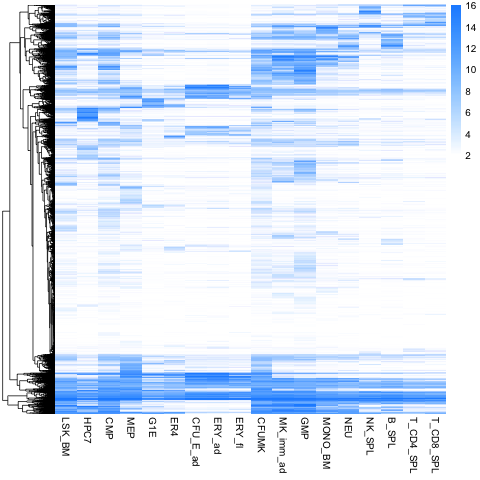 16
14
12
10
8
6
4
2
LSK_BM
HPC7
CMP
MEP
G1E
ER4
CFU_E_ad
ERY_ad
ERY_fl
CFUMK
MK_imm_ad
GMP
MONO_BM
NEU
NK_SPL
B_SPL
T_CD4_SPL
T_CD8_SPL